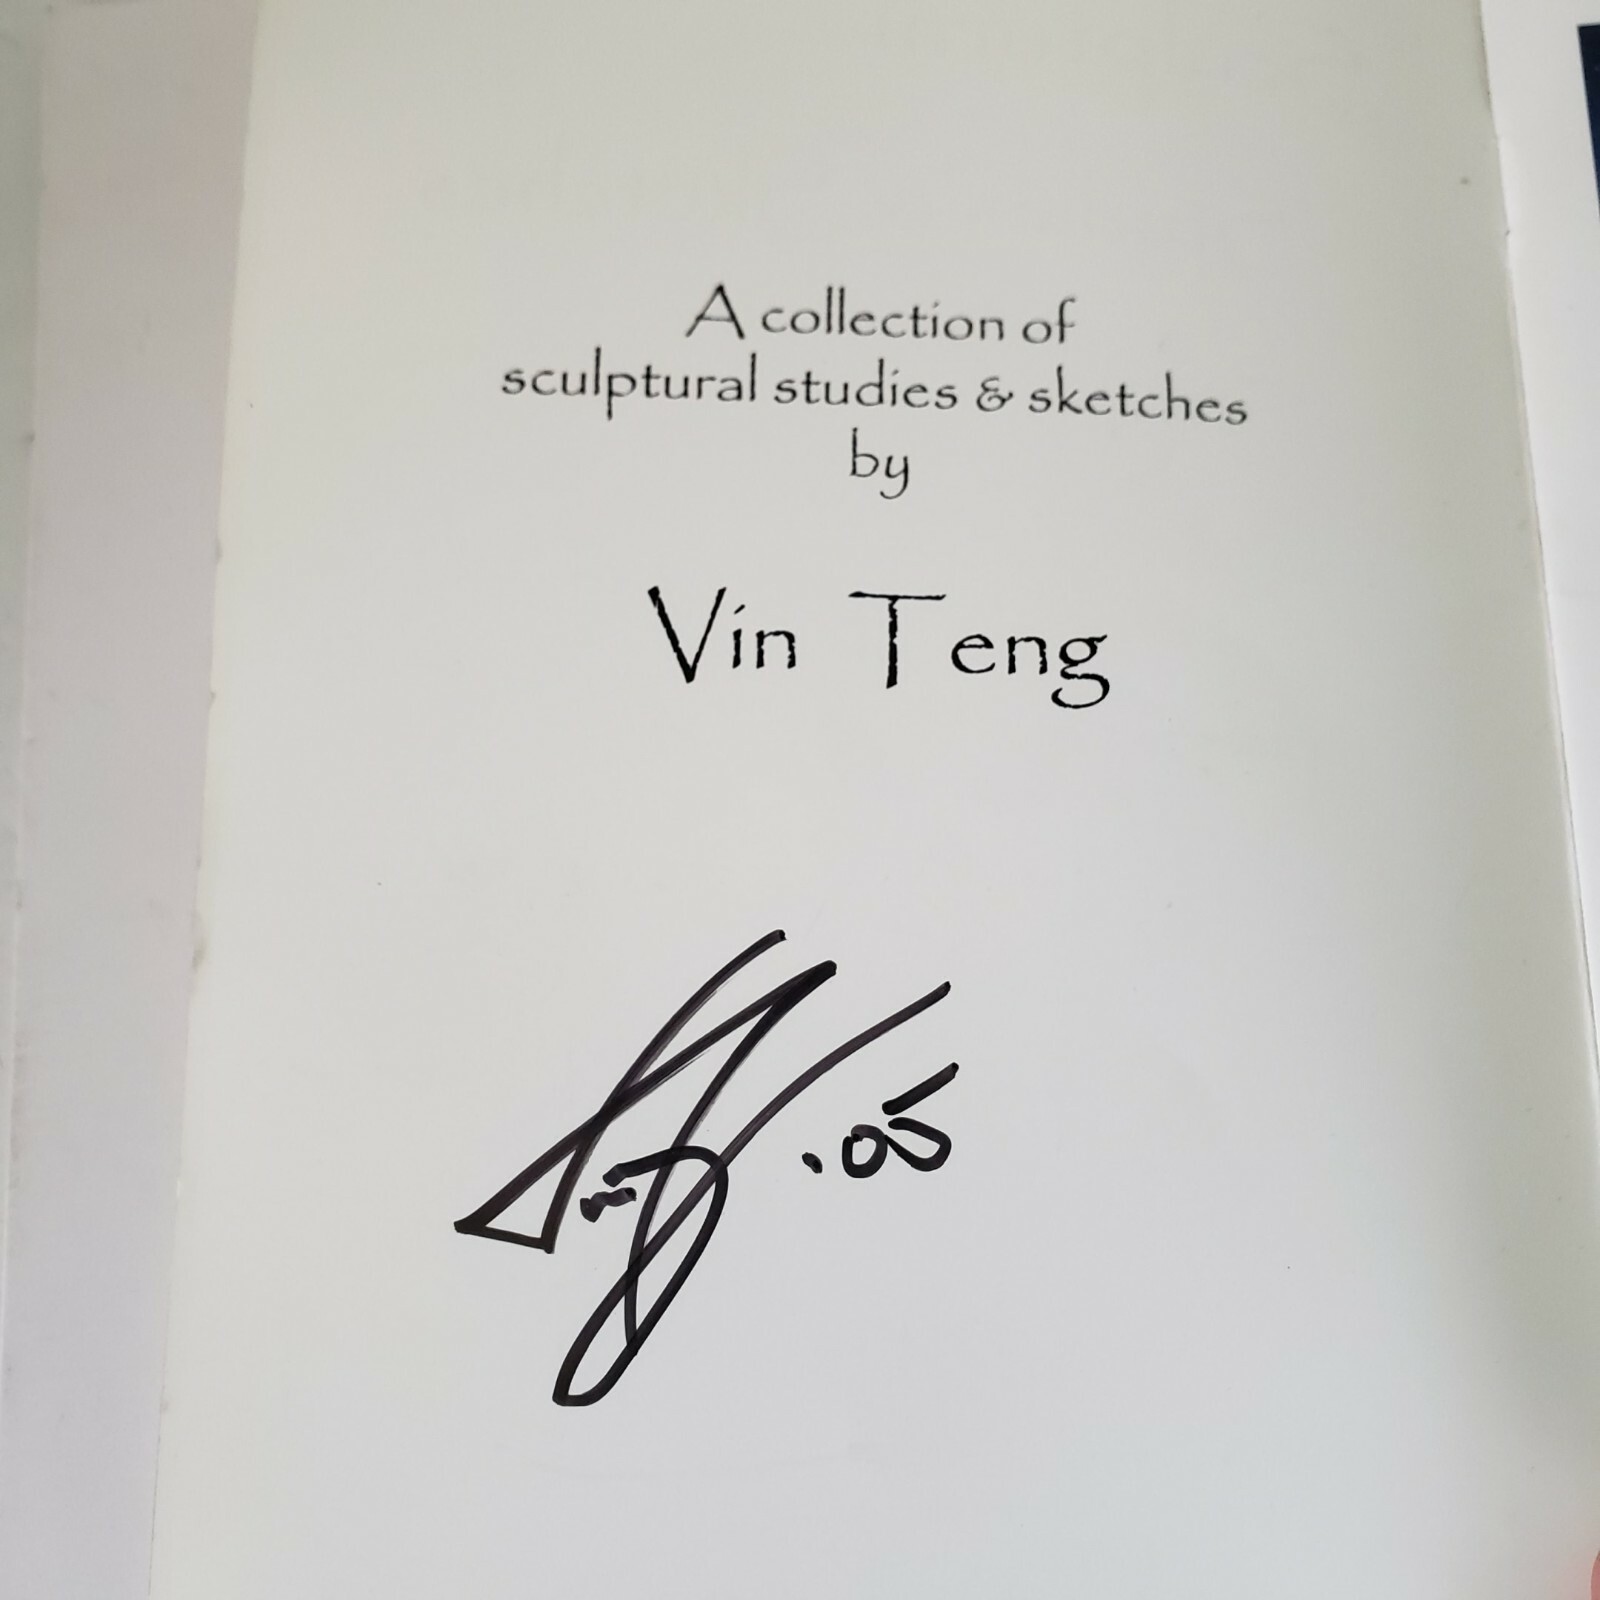 A collection of
sculptural studies & sketches
by
Vin Teng
.05